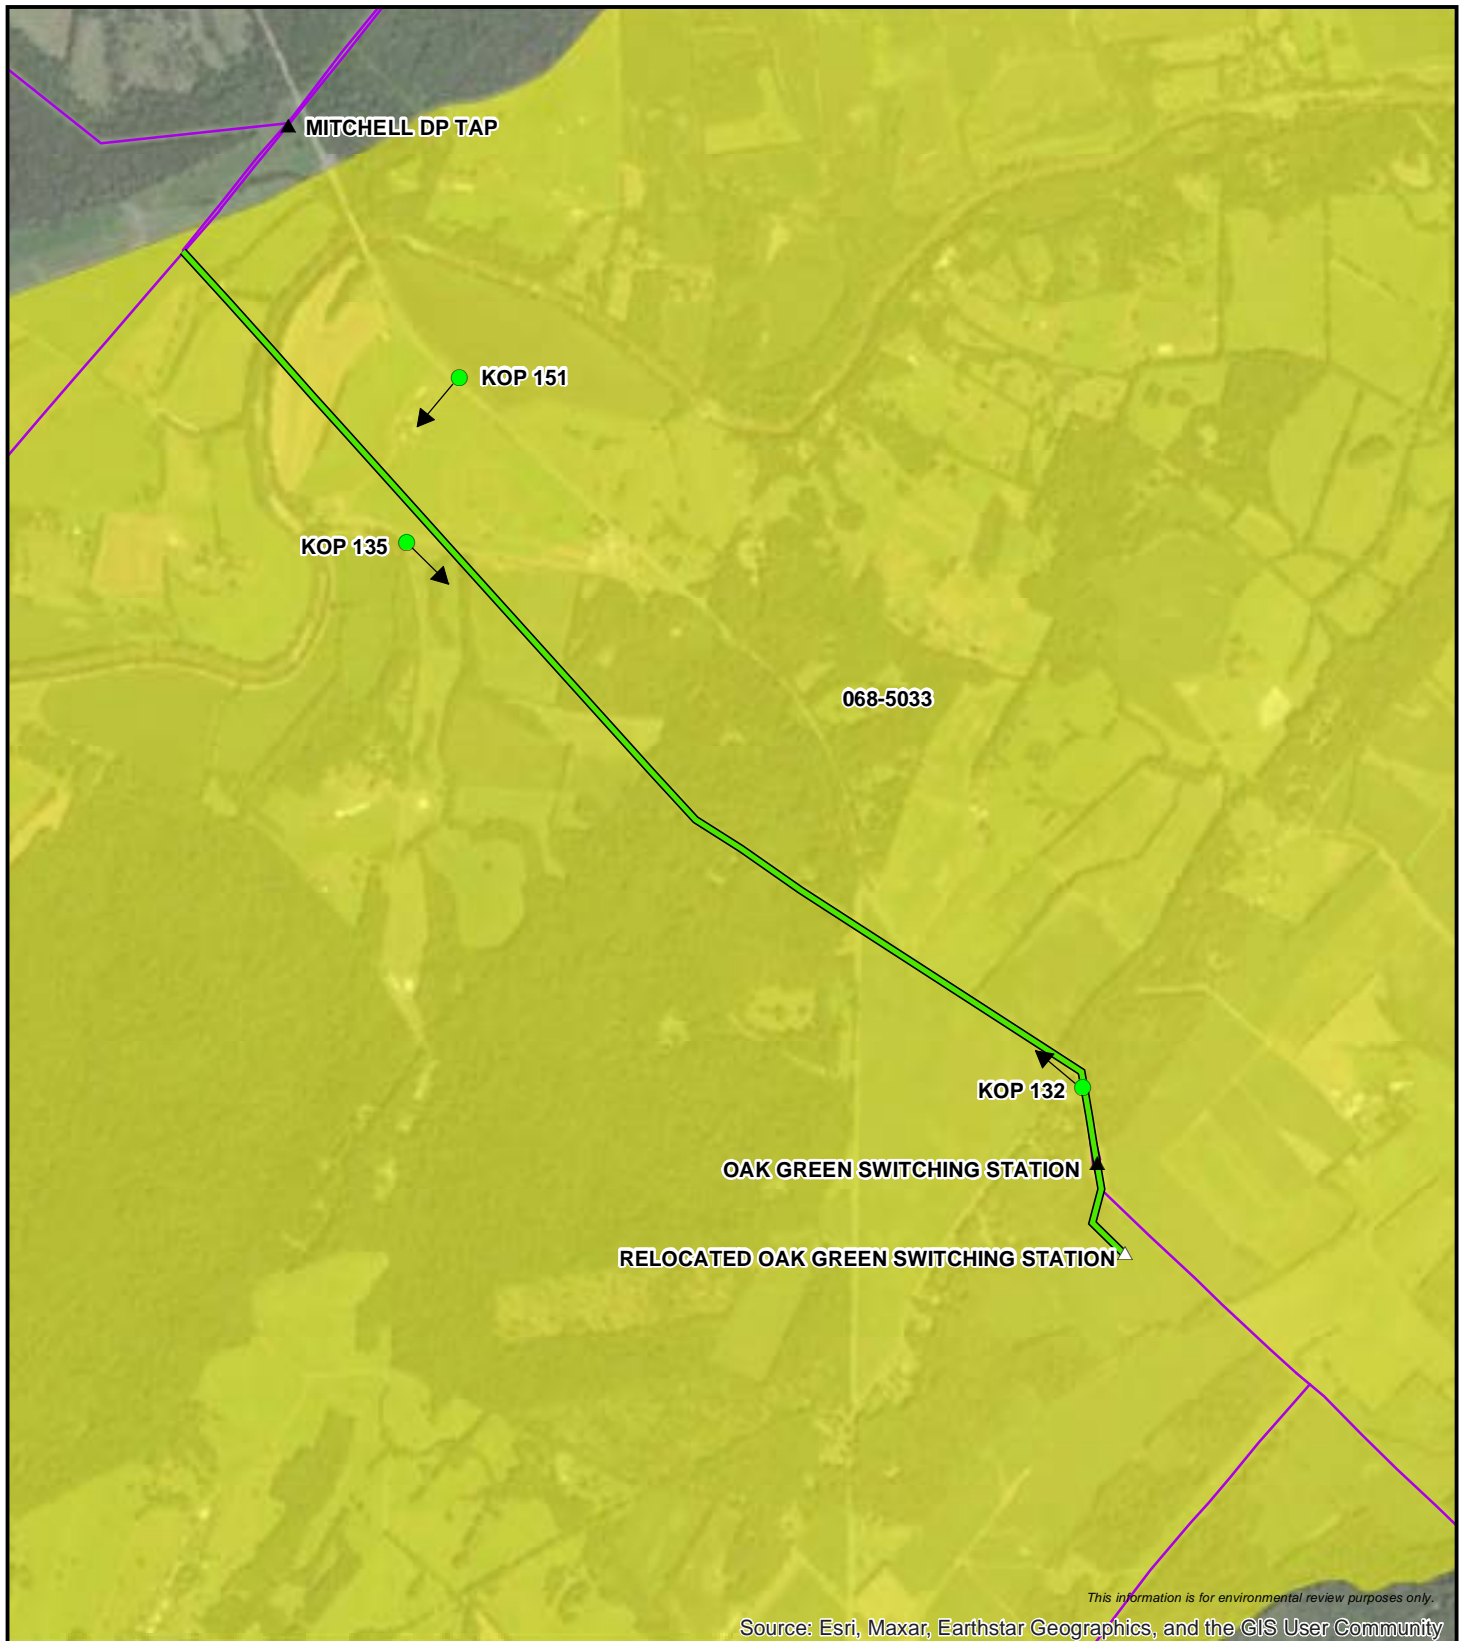 MITCHELL DP TAP
KOP 151
KOP 135
068-5033
KOP 132
OAK GREEN SWITCHING STATION
RELOCATED OAK GREEN SWITCHING STATION
This information is for environmental review purposes only.
Source: Esri, Maxar, Earthstar Geographics, and the GIS User Community